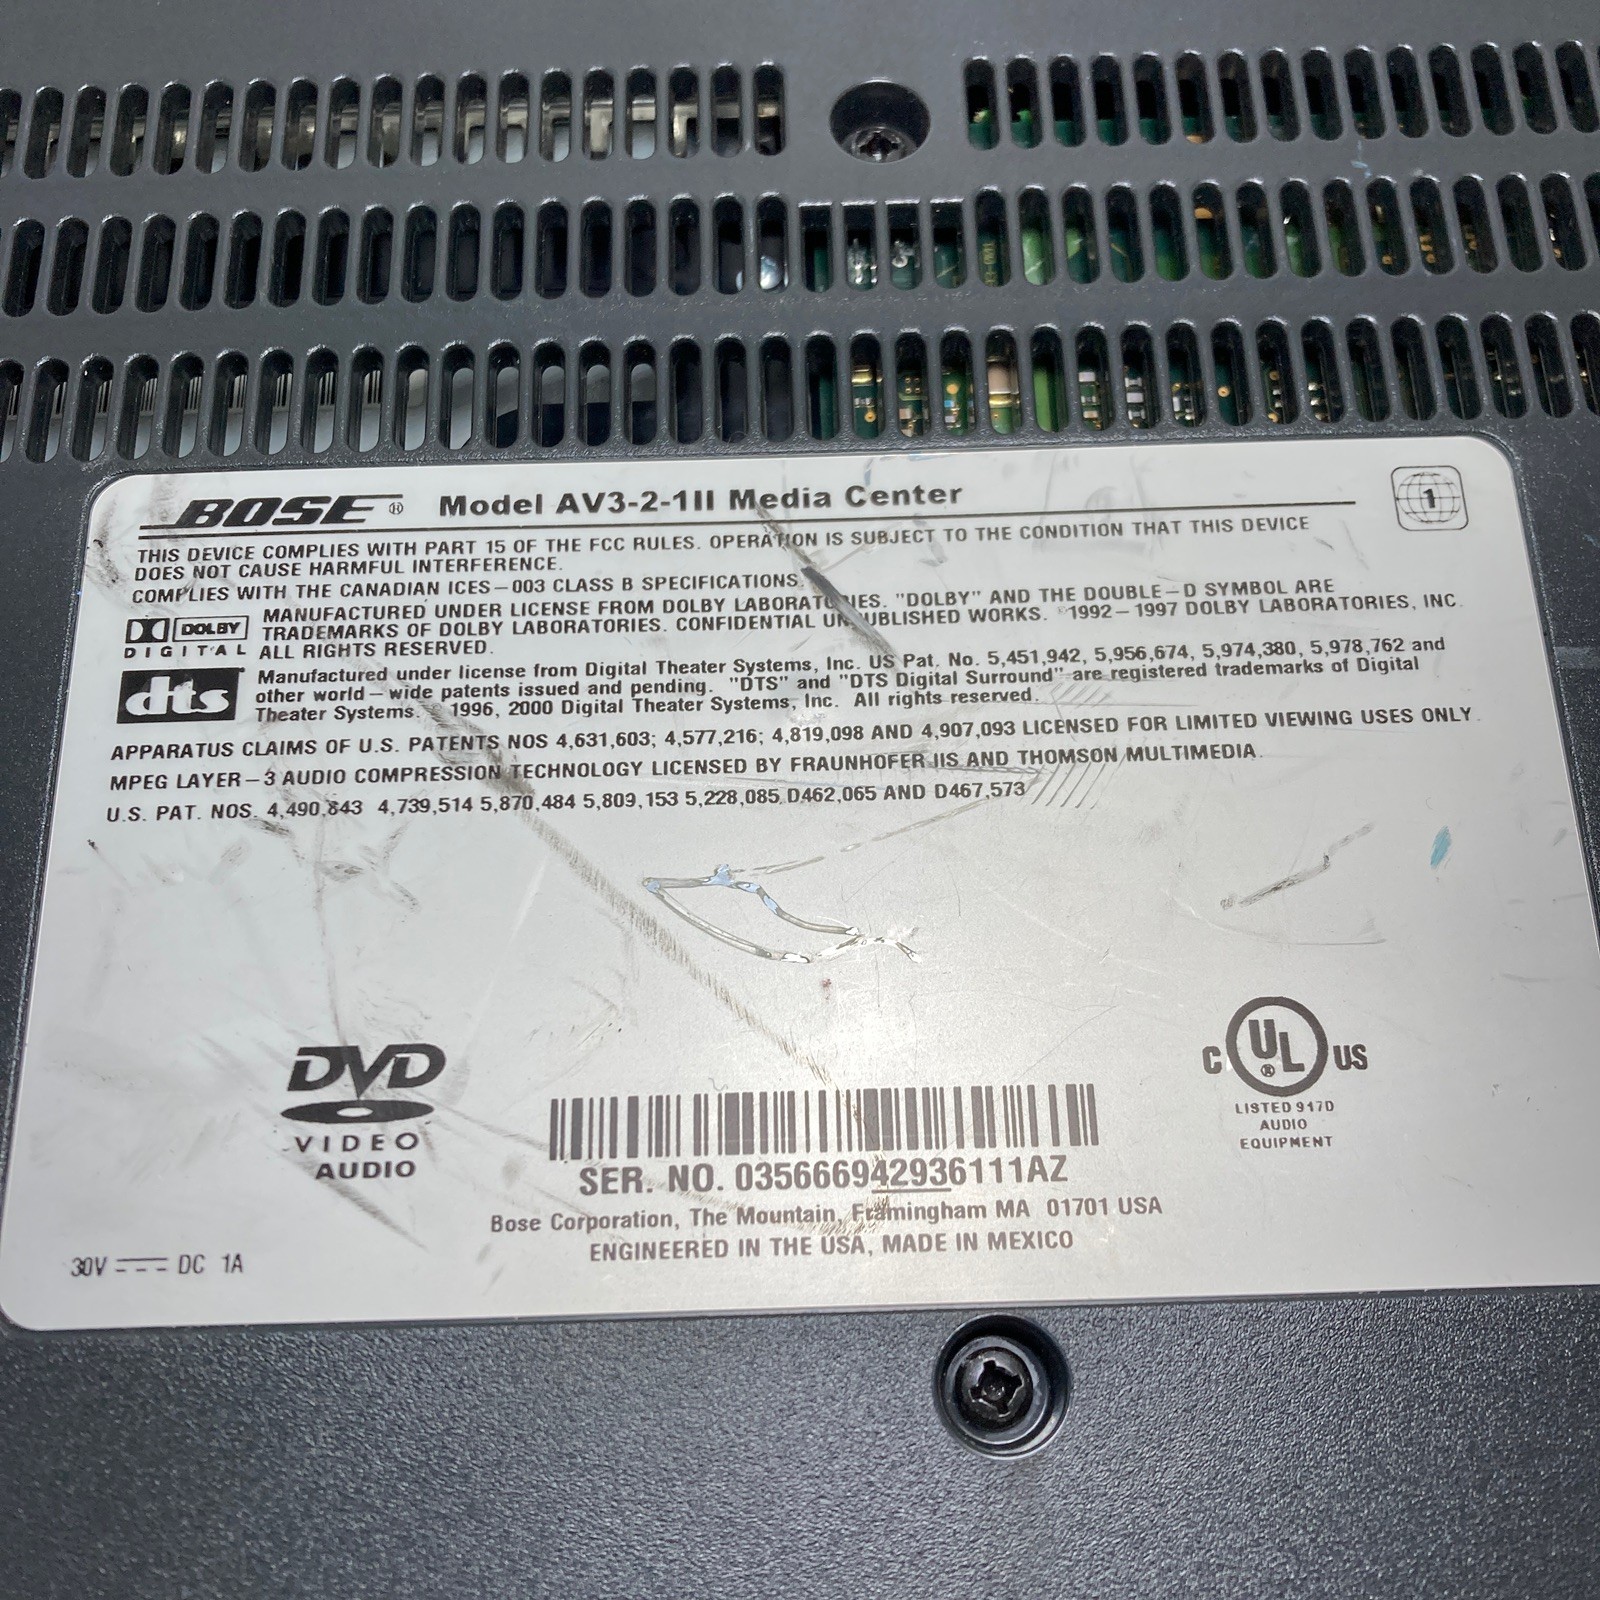 BOSE® Model AV3-2-1II Media Center
1
THIS DEVICE COMPLIES WITH PART 15 OF THE FCC RULES. OPERATION IS SUBJECT TO THE CONDITION THAT THIS DEVICE
DOES NOT CAUSE HARMFUL INTERFERENCE.
COMPLIES WITH THE CANADIAN ICES-003 CLASS B SPECIFICATIONS.
DOLBY
DIGITAL
MANUFACTURED UNDER LICENSE FROM DOLBY LABORATORIES. "DOLBY" AND THE DOUBLE-D SYMBOL ARE
TRADEMARKS OF DOLBY LABORATORIES. CONFIDENTIAL UNPUBLISHED WORKS. ©1992-1997 DOLBY LABORATORIES, INC.
ALL RIGHTS RESERVED.
dts
Manufactured under license from Digital Theater Systems, Inc. US Pat. No. 5,451,942, 5,956,674, 5,974,380, 5,978,762 and
other world-wide patents issued and pending. "DTS" and "DTS Digital Surround" are registered trademarks of Digital
Theater Systems. © 1996, 2000 Digital Theater Systems, Inc. All rights reserved.
APPARATUS CLAIMS OF U.S. PATENTS NOS 4,631,603; 4,577,216; 4,819,098 AND 4,907,093 LICENSED FOR LIMITED VIEWING USES ONLY.
MPEG LAYER-3 AUDIO COMPRESSION TECHNOLOGY LICENSED BY FRAUNHOFER IIS AND THOMSON MULTIMEDIA.
U.S. PAT. NOS. 4,490,843 4,739,514 5,870,484 5,809,153 5,228,085 D462,065 AND D467,573
DVD
VIDEO
AUDIO
C UL® US
LISTED 917D
AUDIO
EQUIPMENT
SER. NO. 035666942936111AZ
Bose Corporation, The Mountain, Framingham MA 01701 USA
ENGINEERED IN THE USA, MADE IN MEXICO
30V DC 1A